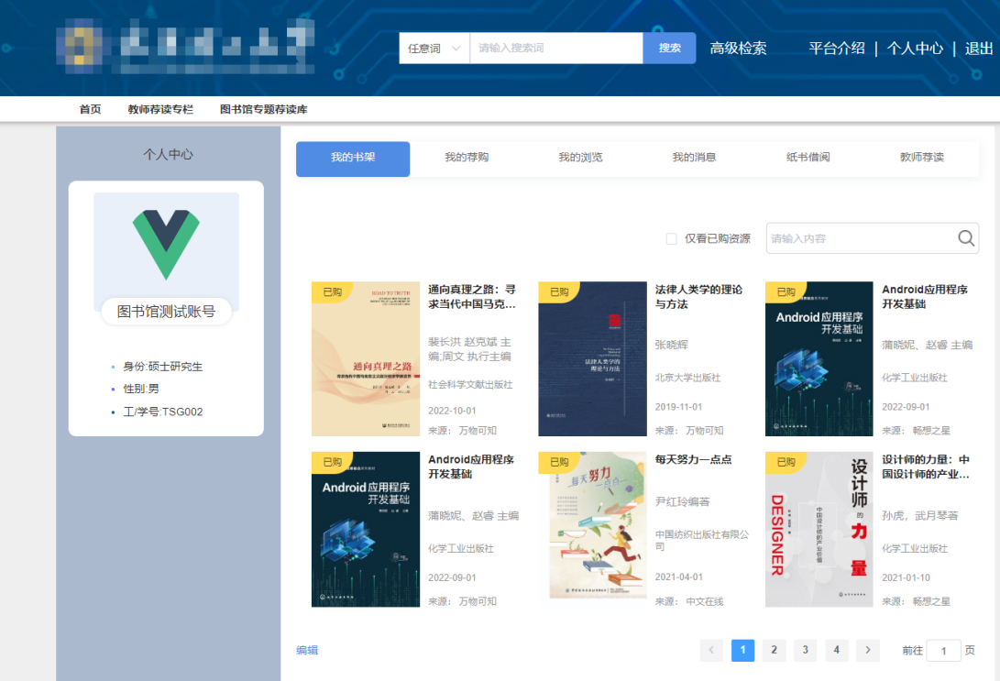 任意词
请输入搜索词
搜索
高级检索
平台介绍 | 个人中心 | 退出
首页
教师荐读专栏
图书馆专题荐读库
个人中心
图书馆测试账号
身份:硕士研究生
性别:男
工/学号:TSG002
我的书架
我的荐购
我的浏览
我的消息
纸书借阅
教师荐读
仅看已购资源
请输入内容
已购
ROAD TO TRUTH
通向真理之路
通向真理之路：寻
求当代中国马克...
裴长洪 赵克斌 主
编;周文 执行主编
社会科学文献出版社
2022-10-01
来源： 万物可知
已购
法律人类学的
理论与方法
法律人类学的理论
与方法
张晓辉
北京大学出版社
2019-11-01
来源： 万物可知
已购
Android应用程序
开发基础
Android应用程序
开发基础
蒲晓妮、赵睿 主编
化学工业出版社
2022-09-01
来源： 畅想之星
已购
Android应用程序
开发基础
Android应用程序
开发基础
蒲晓妮、赵睿 主编
化学工业出版社
2022-09-01
来源： 万物可知
已购
每天努力一点点
每天努力一点点
尹红玲编著
中国纺织出版社有限公
司
2021-04-01
来源： 中文在线
已购
设计师的力量
中国设计师的产业价值
DESIGNER
设计师的力量：中
国设计师的产业...
孙虎，武月琴著
化学工业出版社
2021-01-10
来源： 畅想之星
编辑
1
2
3
4
前往 1 页